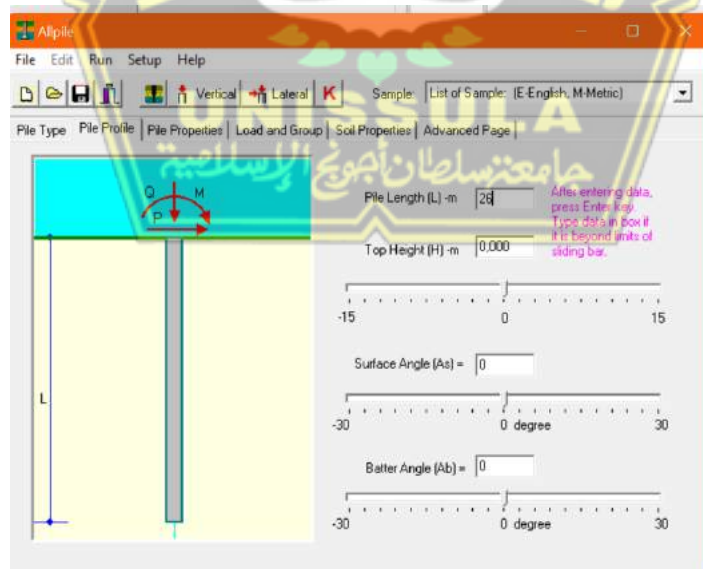 Allpile
File Edit Run Setup Help
Vertical Lateral K Sample: List of Sample: (E-English, M-Metric)
UNISSULA
Pile Type Pile Profile Pile Properties Load and Group Soil Properties Advanced Page
جامعتسلطان أجونج الإسلامية
Q M
P
L
Pile Length (L) -m 26
After entering data,
press Enter key.
Type data in box if
it is beyond limits of
sliding bar.
Top Height (H) -m 0,000
-15 0 15
Surface Angle (As) = 0
-30 0 degree 30
Batter Angle (Ab) = 0
-30 0 degree 30